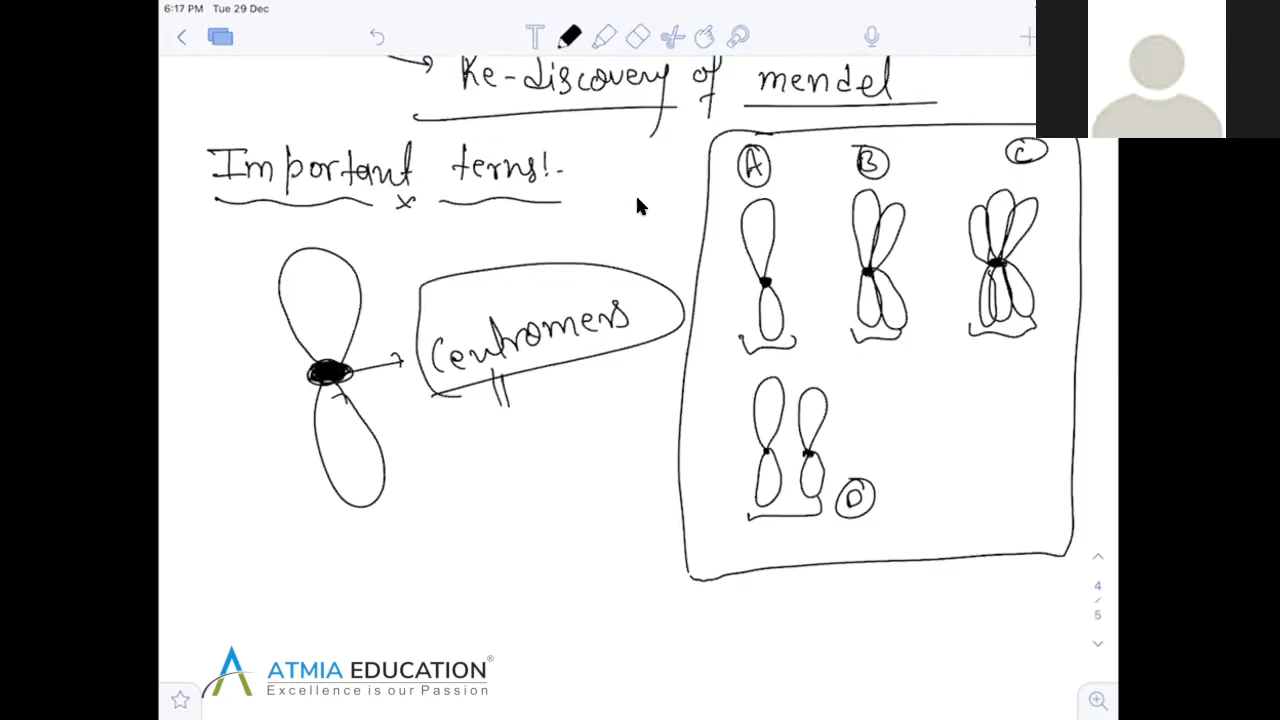 6:17 PM Tue 29 Dec
T
Re-discovery of mendel
Important terms:-
A
B
C
Centromers
D
4
5
ATMIA EDUCATION®
Excellence is our Passion